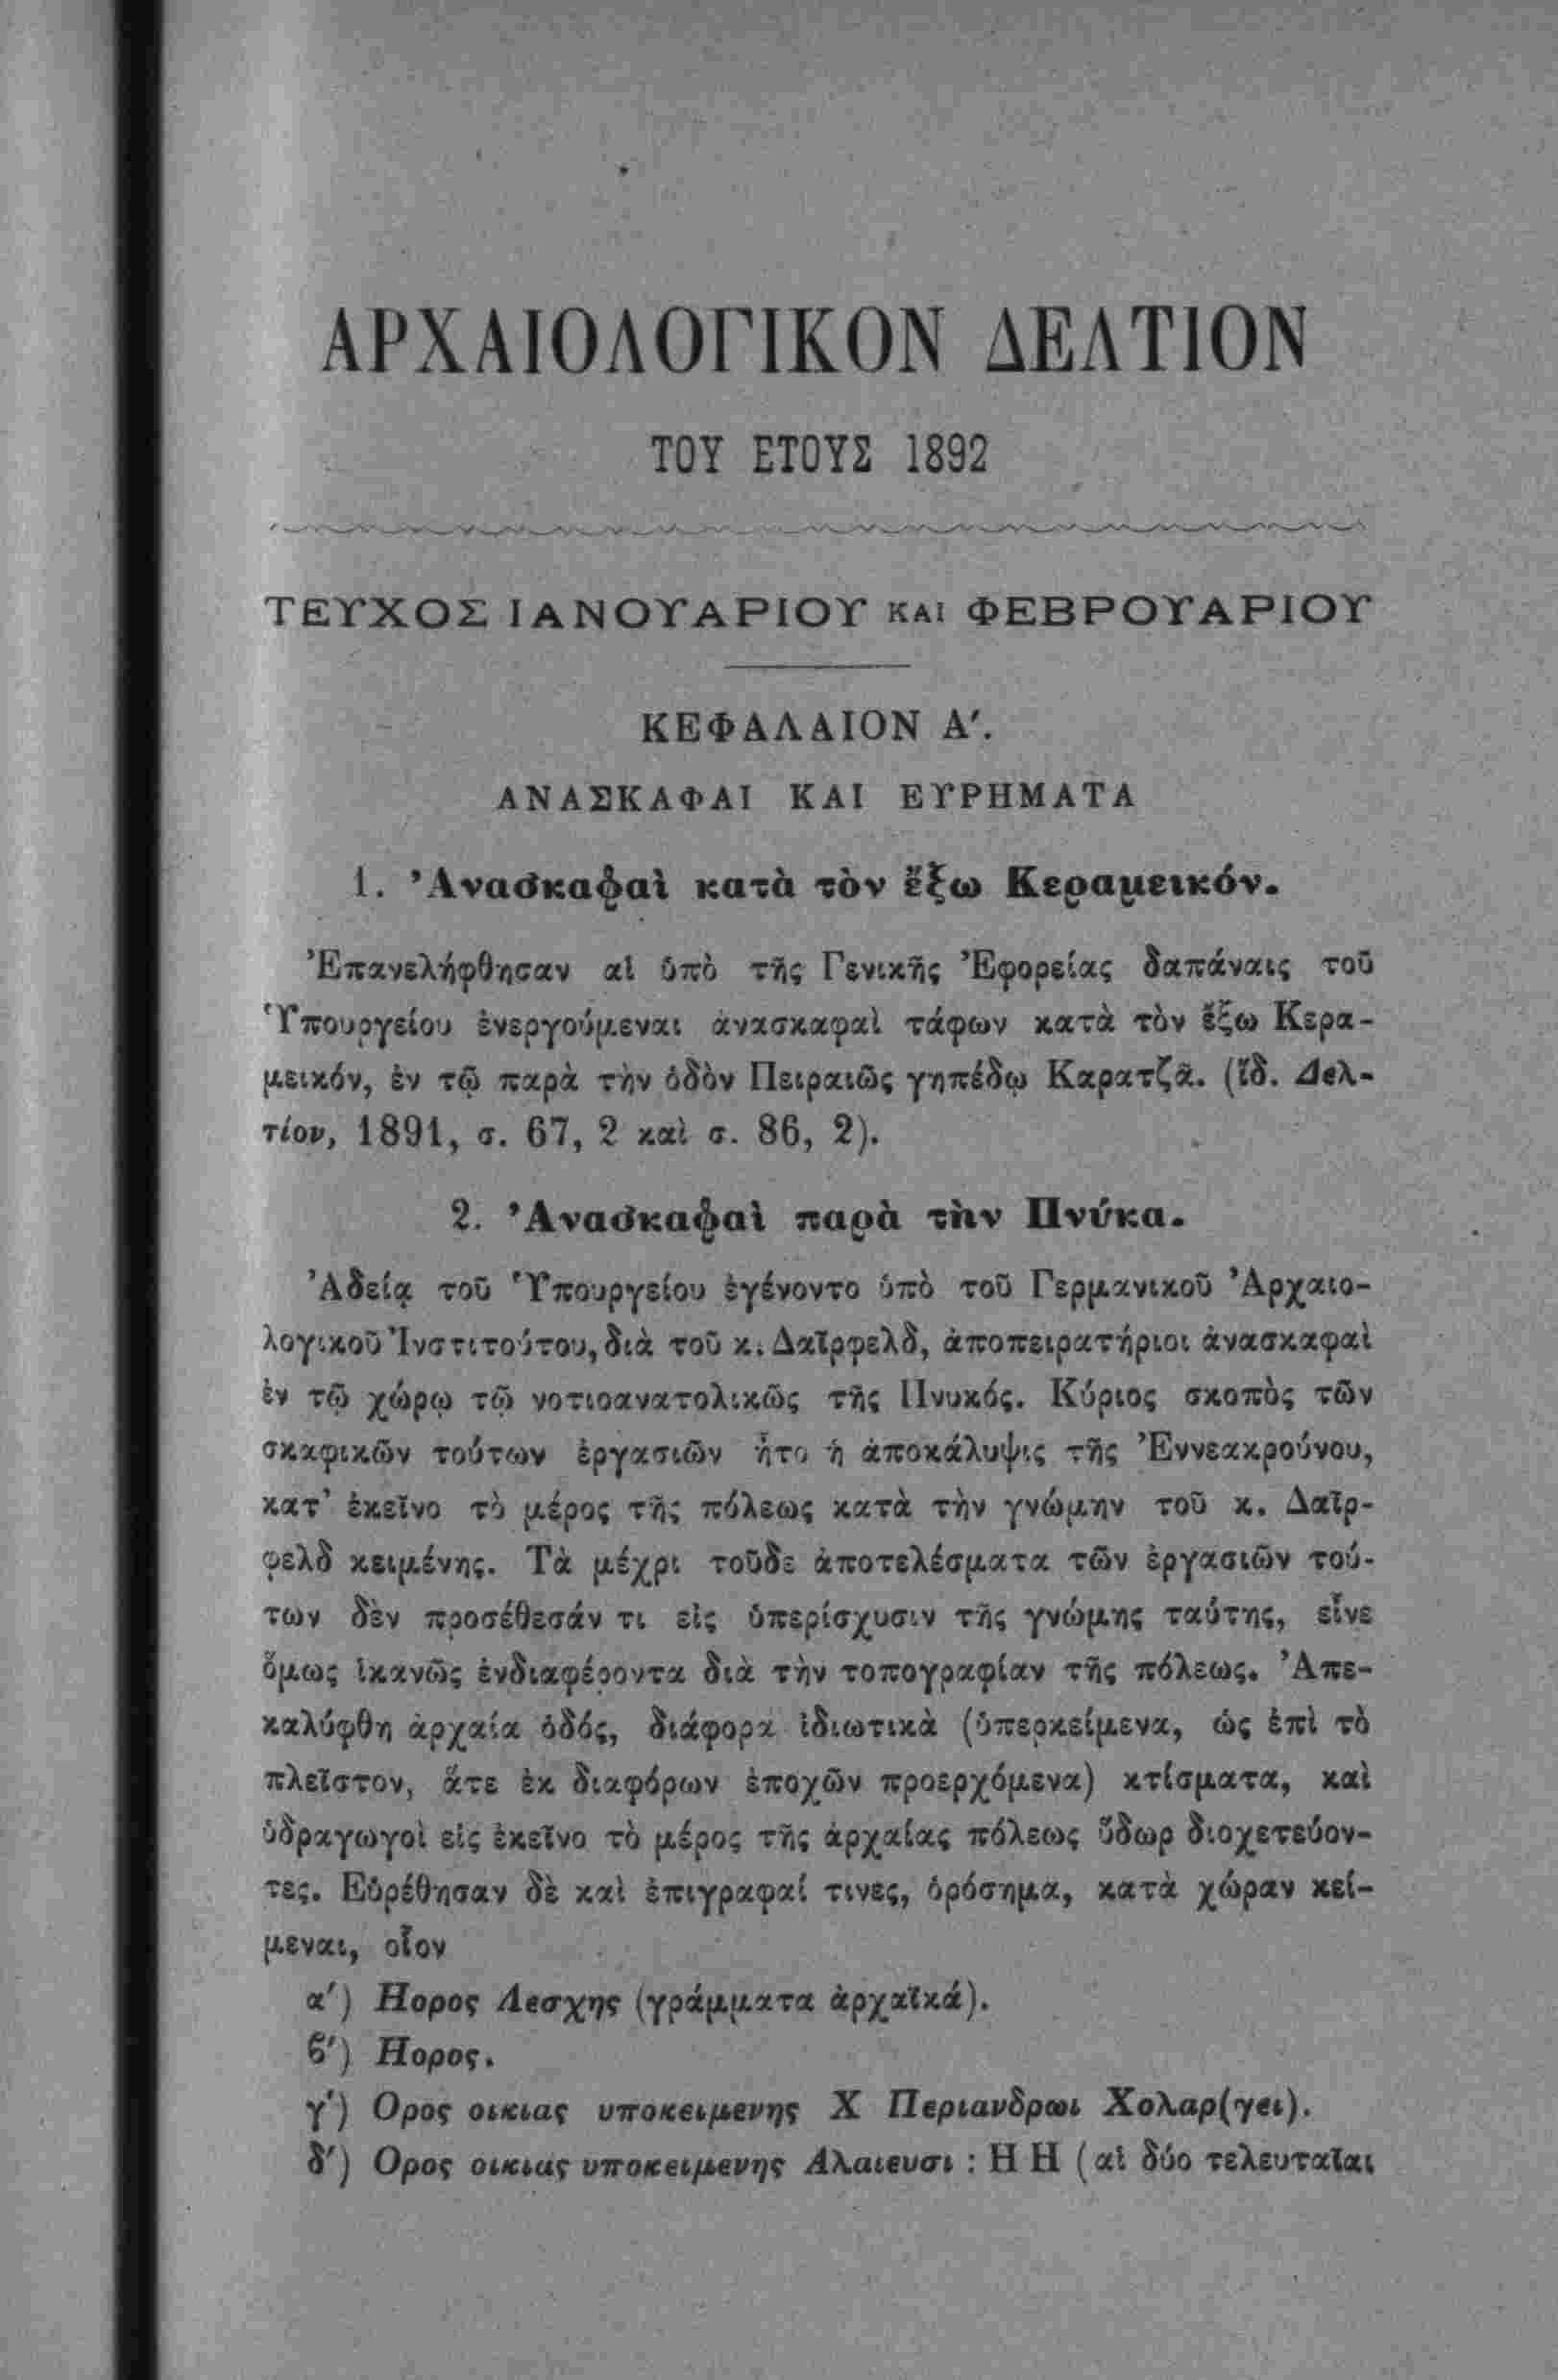 ΑΡΧΑΙΟΛΟΓΙΚΟΝ ΔΕΛΤΙΟΝ
ΤΟΥ ΕΤΟΥΣ 1892
ΤΕΥΧΟΣ ΙΑΝΟΥΑΡΙΟΥ ΚΑΙ ΦΕΒΡΟΥΑΡΙΟΥ
ΚΕΦΑΛΑΙΟΝ Α'.
ΑΝΑΣΚΑΦΑΙ ΚΑΙ ΕΥΡΗΜΑΤΑ
1. Ἀνασκαφαὶ κατὰ τὸν ἔξω Κεραμεικόν.
Ἐπανελήφθησαν αἱ ὑπὸ τῆς Γενικῆς Ἐφορείας δαπάναις τοῦ
Ὑπουργείου ἐνεργούμεναι ἀνασκαφαὶ τάφων κατὰ τὸν ἔξω Κερα-
μεικόν, ἐν τῷ παρὰ τὴν ὁδὸν Πειραιῶς γηπέδῳ Καρατζᾶ. (ἴδ. Δελ-
τίον, 1891, σ. 67, 2 καὶ σ. 86, 2).
2. Ἀνασκαφαὶ παρὰ τὴν Πνύκα.
Ἀδείᾳ τοῦ Ὑπουργείου ἐγένοντο ὑπὸ τοῦ Γερμανικοῦ Ἀρχαιο-
λογικοῦ Ἰνστιτούτου, διὰ τοῦ κ. Δαῖρφελδ, ἀποπειρατήριοι ἀνασκαφαὶ
ἐν τῷ χώρῳ τῷ νοτιοανατολικῶς τῆς Πνυκός. Κύριος σκοπὸς τῶν
σκαφικῶν τούτων ἐργασιῶν ἦτο ἡ ἀποκάλυψις τῆς Ἐννεακρούνου,
κατ' ἐκεῖνο τὸ μέρος τῆς πόλεως κατὰ τὴν γνώμην τοῦ κ. Δαῖρ-
φελδ κειμένης. Τὰ μέχρι τοῦδε ἀποτελέσματα τῶν ἐργασιῶν τού-
των δὲν προσέθεσάν τι εἰς ὑπερίσχυσιν τῆς γνώμης ταύτης, εἶνε
ὅμως ἱκανῶς ἐνδιαφέροντα διὰ τὴν τοπογραφίαν τῆς πόλεως. Ἀπε-
καλύφθη ἀρχαία ὁδός, διάφορα ἰδιωτικὰ (ὑπερκείμενα, ὡς ἐπὶ τὸ
πλεῖστον, ἅτε ἐκ διαφόρων ἐποχῶν προερχόμενα) κτίσματα, καὶ
ὑδραγωγοὶ εἰς ἐκεῖνο τὸ μέρος τῆς ἀρχαίας πόλεως ὕδωρ διοχετεύον-
τες. Εὑρέθησαν δὲ καὶ ἐπιγραφαί τινες, ὁρόσημα, κατὰ χώραν κεί-
μεναι, οἷον
α') Ηορος Λεσχης (γράμματα ἀρχαϊκά).
β') Ηορος.
γ') Ορος οικιας υποκειμενης Χ Περιανδρωι Χολαρ(γει).
δ') Ορος οικιας υποκειμενης Αλαιευσι : Η Η (αἱ δύο τελευταῖαι